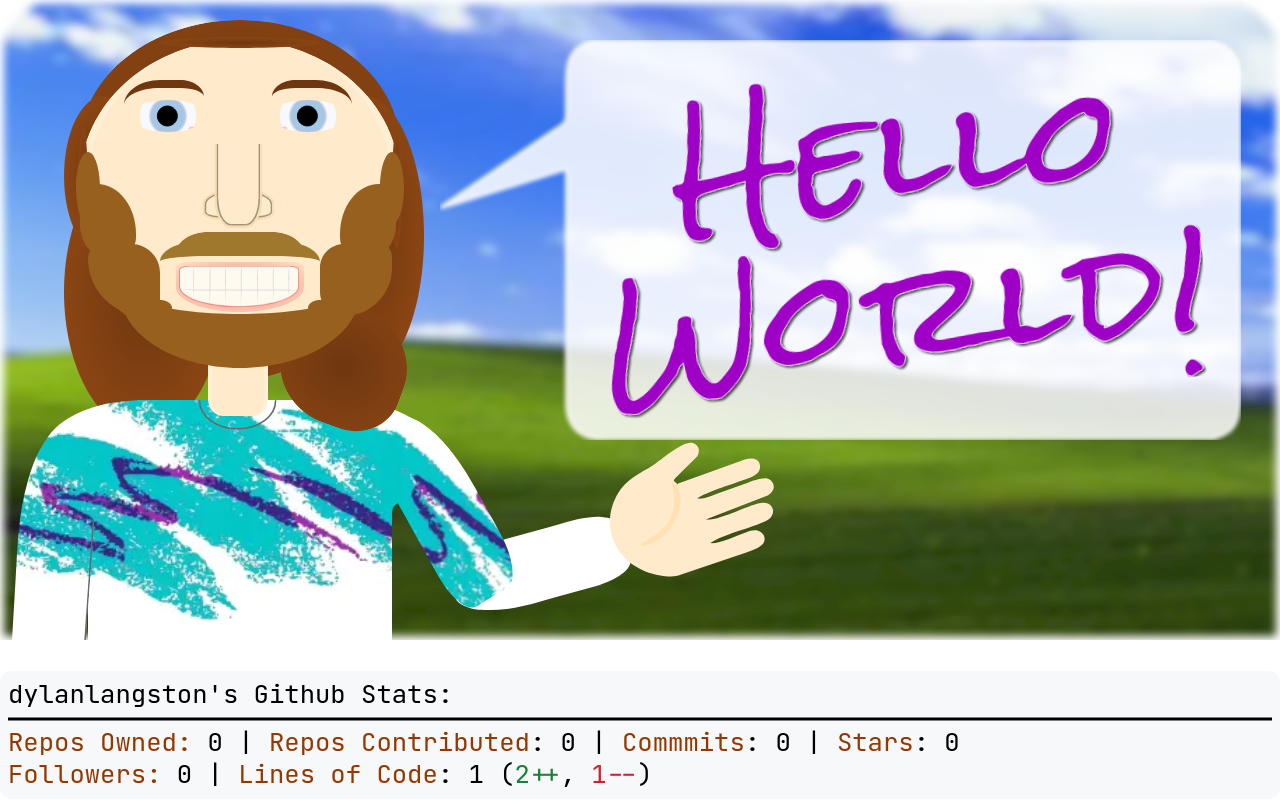 Hello
World!
dylanlangston's Github Stats:
Repos Owned: 0 | Repos Contributed: 0 | Commmits: 0 | Stars: 0
Followers: 0 | Lines of Code: 1 (2++, 1--)